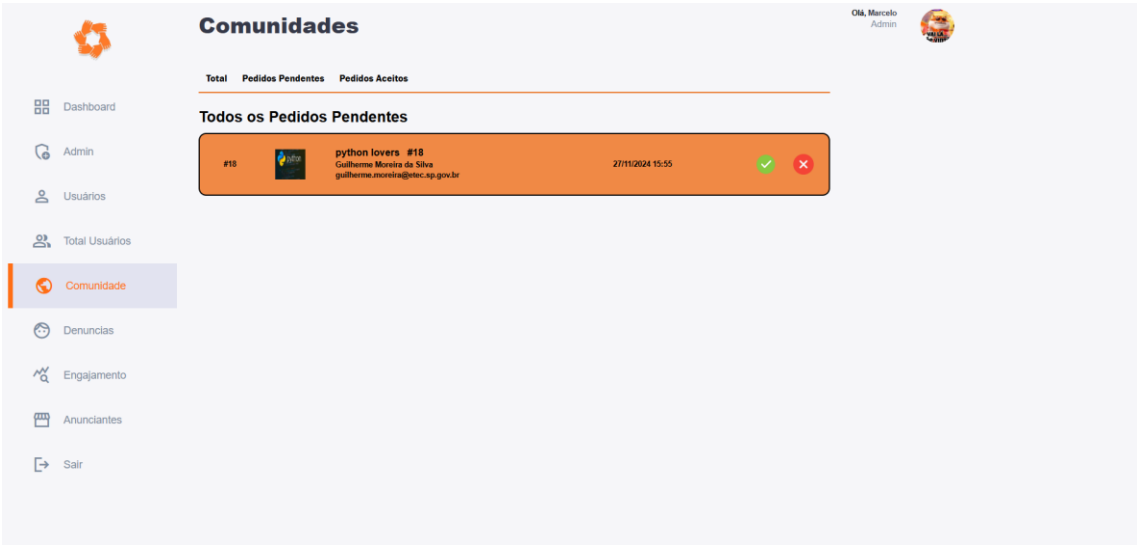 Comunidades
Olá, Marcelo
Admin
Total Pedidos Pendentes Pedidos Aceitos
Dashboard
Admin
Usuários
Total Usuários
Comunidade
Denuncias
Engajamento
Anunciantes
Sair
Todos os Pedidos Pendentes
#18
python
python lovers #18
Guilherme Moreira da Silva
guilherme.moreira@etec.sp.gov.br
27/11/2024 15:55